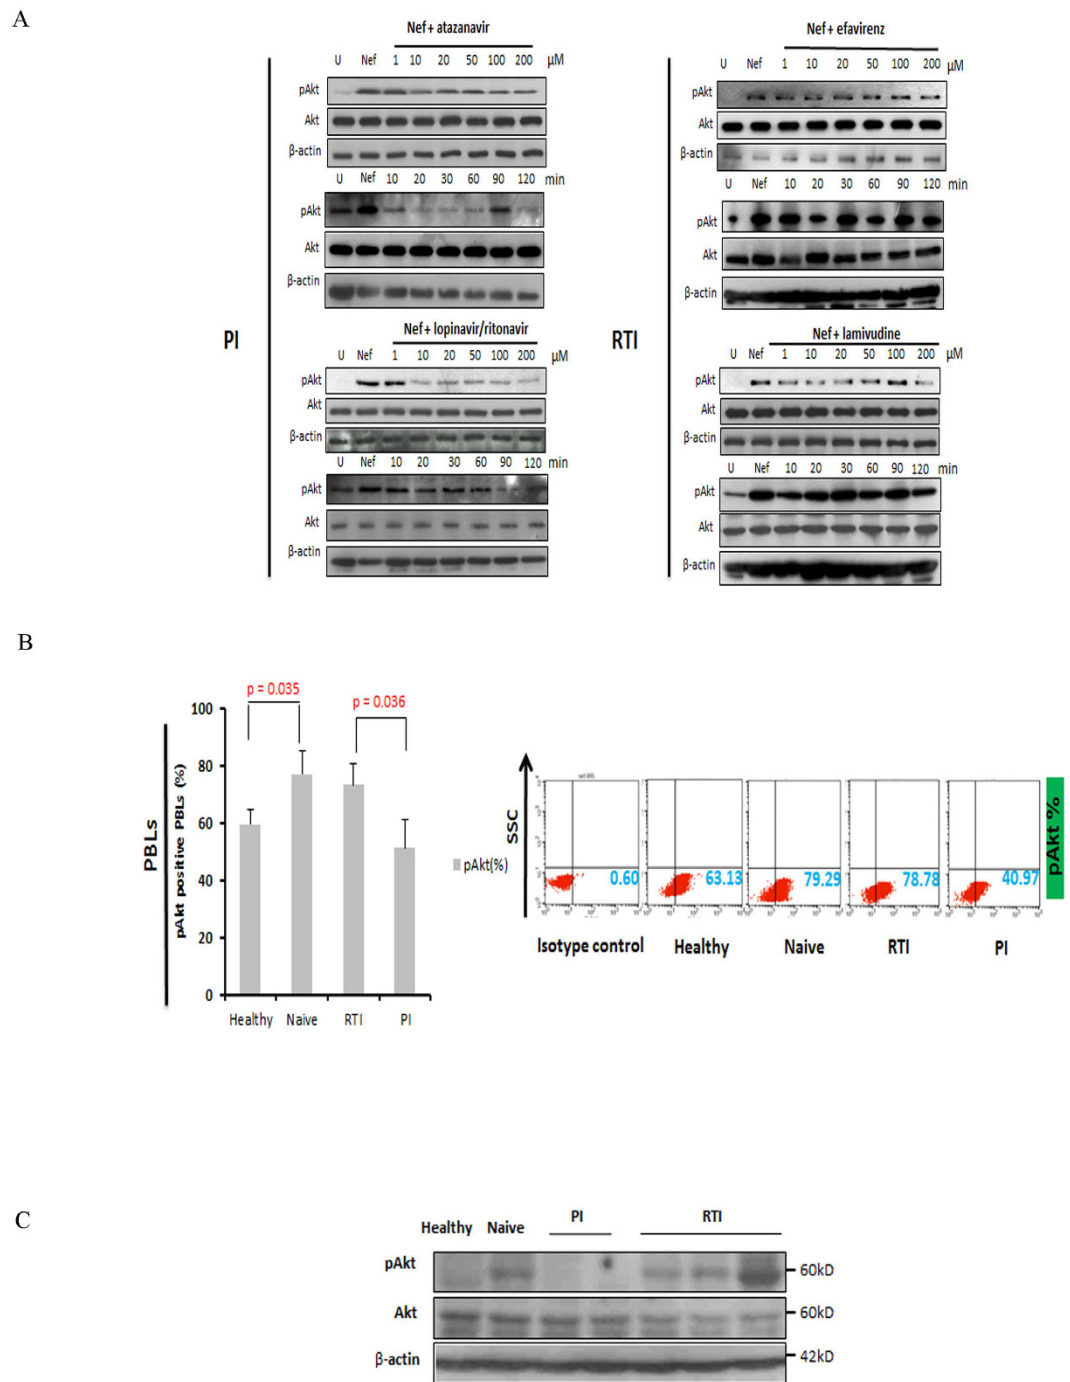 A
Nef + atazanavir
U Nef 1 10 20 50 100 200 μM
pAkt
Akt
β-actin
U Nef 10 20 30 60 90 120 min
pAkt
Akt
β-actin
PI
Nef + lopinavir/ritonavir
U Nef 1 10 20 50 100 200 μM
pAkt
Akt
β-actin
U Nef 10 20 30 60 90 120 min
pAkt
Akt
β-actin
Nef + efavirenz
U Nef 1 10 20 50 100 200 μM
pAkt
Akt
β-actin
U Nef 10 20 30 60 90 120 min
pAkt
Akt
β-actin
RTI
Nef + lamivudine
U Nef 1 10 20 50 100 200 μM
pAkt
Akt
β-actin
U Nef 10 20 30 60 90 120 min
pAkt
Akt
β-actin
B
PBLs
pAkt positive PBLs (%)
100
80
60
40
20
0
p = 0.035
p = 0.036
Healthy Naive RTI PI
pAkt(%)
SSC
0.60 63.13 79.29 78.78 40.97
Isotype control Healthy Naive RTI PI
pAkt %
C
Healthy Naive PI RTI
pAkt
60kD
Akt
60kD
β-actin
42kD